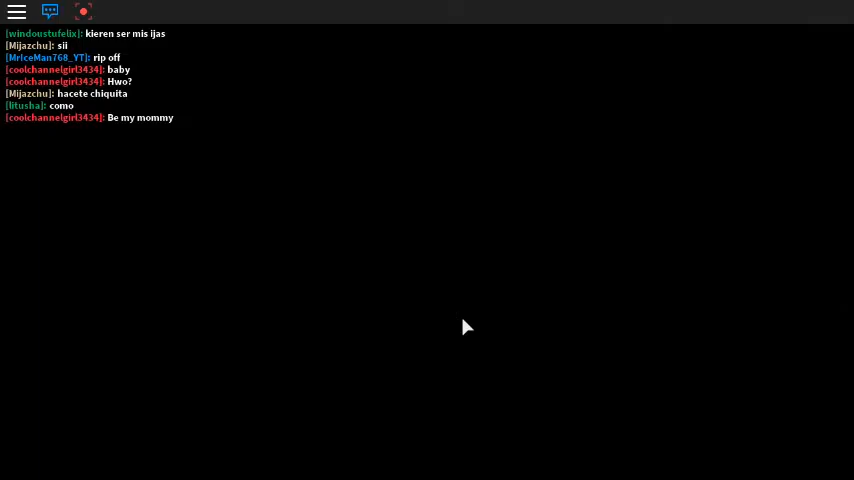 [windoustufelix]: kieren ser mis ijas
[Mijazchu]: sii
[MrIceMan768_YT]: rip off
[coolchannelgirl3434]: baby
[coolchannelgirl3434]: Hwo?
[Mijazchu]: hacete chiquita
[litusha]: como
[coolchannelgirl3434]: Be my mommy